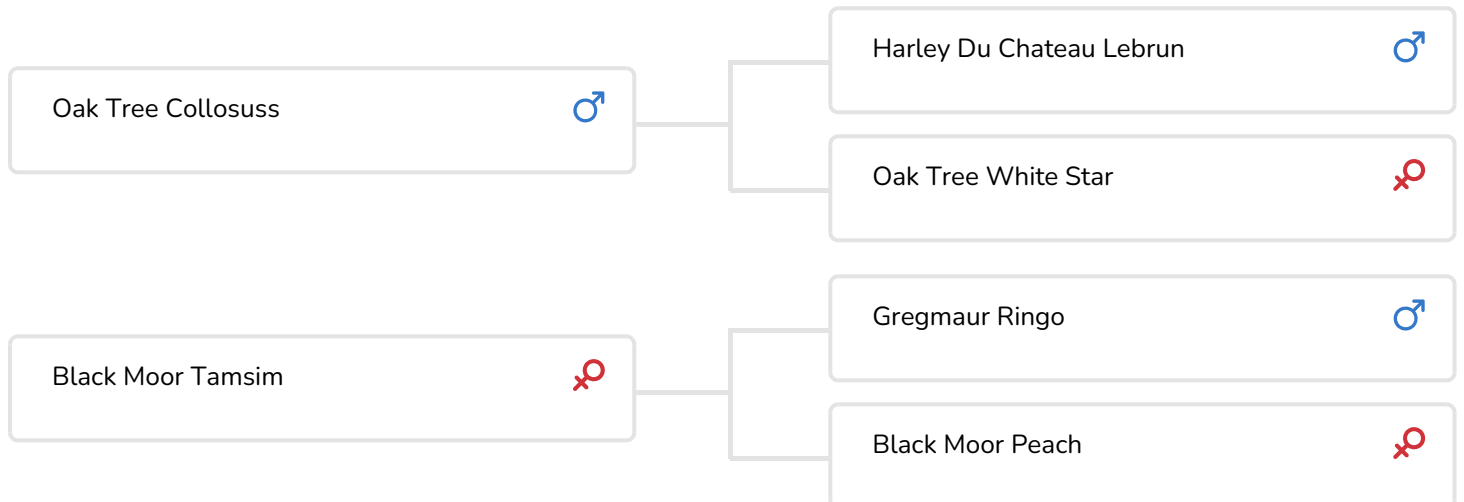 Harley Du Chateau Lebrun
Oak Tree Collosuss
Oak Tree White Star
Gregmaur Ringo
Black Moor Tamsim
Black Moor Peach